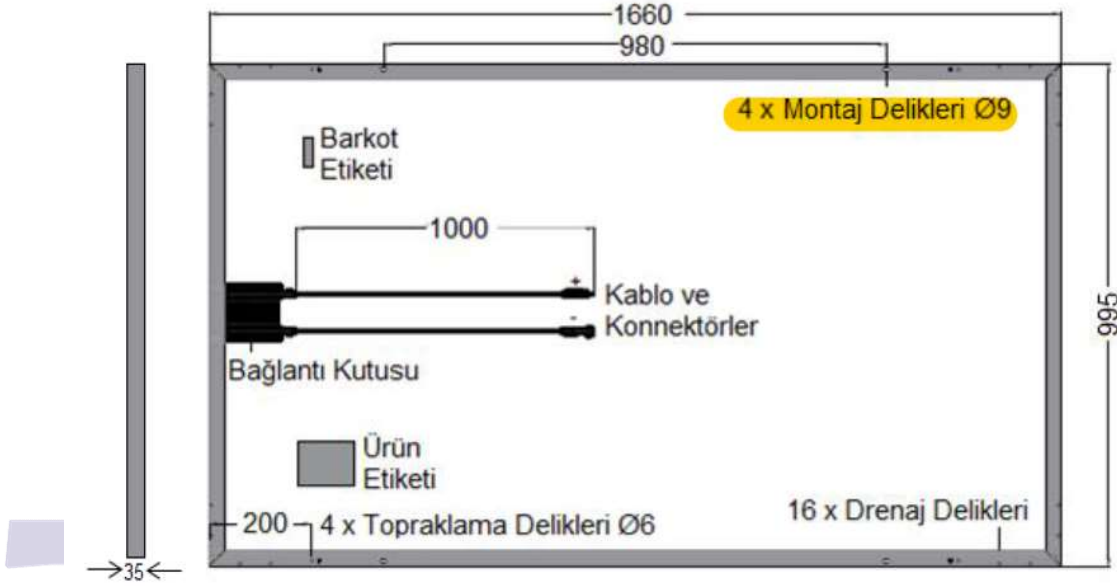 1660
980
4 x Montaj Delikleri Ø9
Barkot
Etiketi
1000
+
Kablo ve
-
Konnektörler
995
Bağlantı Kutusu
Ürün
Etiketi
200
4 x Topraklama Delikleri Ø6
16 x Drenaj Delikleri
35